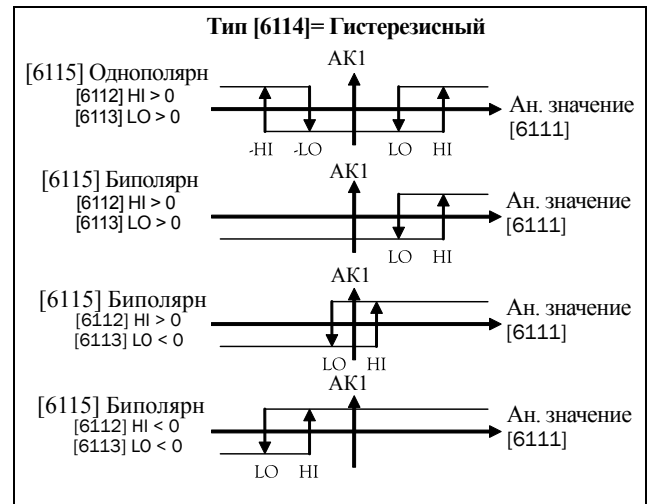 Тип [6114]= Гистерезисный
АК1
[6115] Однополярн
[6112] HI > 0
[6113] LO > 0
Ан. значение
[6111]
-HI -LO LO HI
[6115] Биполярн
АК1
[6112] HI > 0
[6113] LO > 0
Ан. значение
[6111]
LO HI
АК1
[6115] Биполярн
[6112] HI > 0
[6113] LO < 0
Ан. значение
[6111]
LO HI
АК1
[6115] Биполярн
[6112] HI < 0
[6113] LO < 0
Ан. значение
[6111]
LO HI